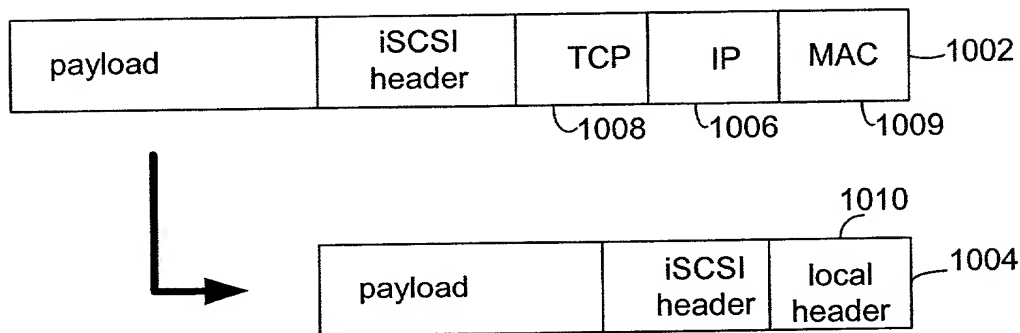 payload iSCSI header TCP IP MAC 1002
1008 1006 1009
1010
payload iSCSI header local header 1004